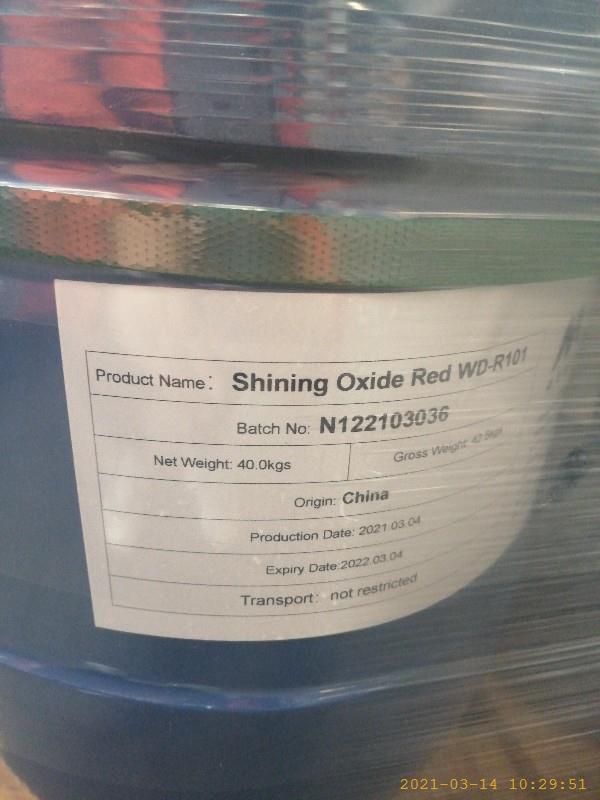 Product Name: Shining Oxide Red WD-R101
Batch No: N122103036
Net Weight: 40.0kgs Gross Weight: 42.5kgs
Origin: China
Production Date: 2021.03.04
Expiry Date:2022.03.04
Transport: not restricted
2021-03-14 10:29:51